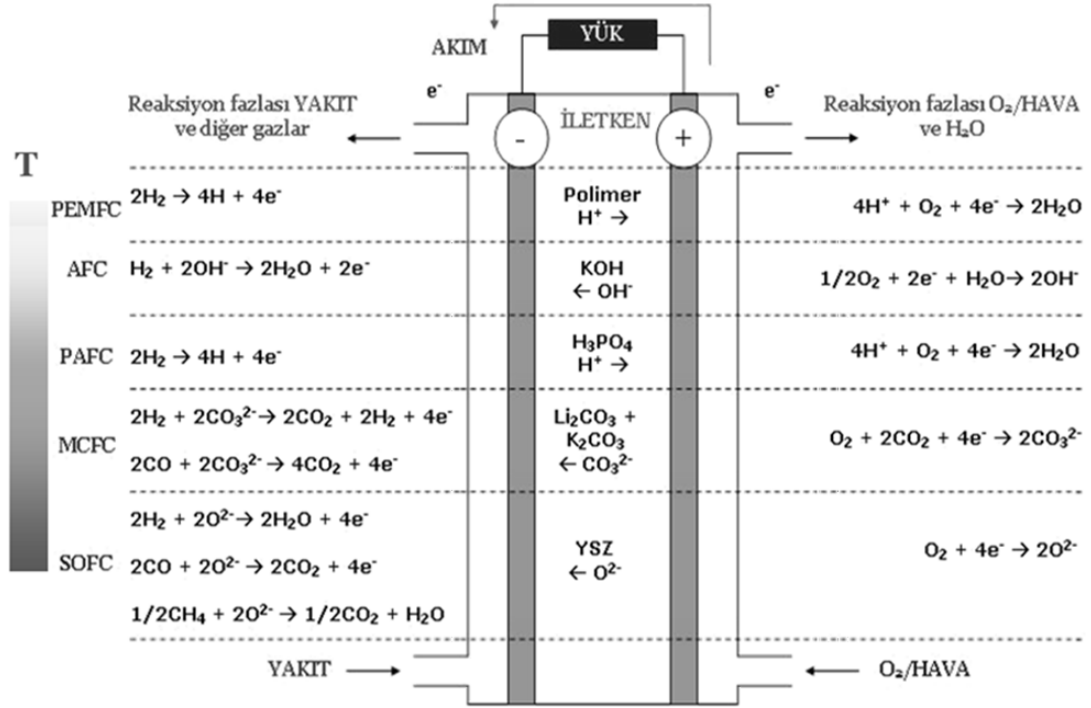 YÜK
AKIM
e⁻
e⁻
Reaksiyon fazlası YAKIT
ve diğer gazlar
İLETKEN
Reaksiyon fazlası O₂/HAVA
ve H₂O
-
+
T
PEMFC
2H₂ → 4H + 4e⁻
Polimer
H⁺ →
4H⁺ + O₂ + 4e⁻ → 2H₂O
AFC
H₂ + 2OH⁻ → 2H₂O + 2e⁻
KOH
← OH⁻
1/2O₂ + 2e⁻ + H₂O → 2OH⁻
PAFC
2H₂ → 4H + 4e⁻
H₃PO₄
H⁺ →
4H⁺ + O₂ + 4e⁻ → 2H₂O
MCFC
2H₂ + 2CO₃²⁻ → 2CO₂ + 2H₂ + 4e⁻
2CO + 2CO₃²⁻ → 4CO₂ + 4e⁻
Li₂CO₃ +
K₂CO₃
← CO₃²⁻
O₂ + 2CO₂ + 4e⁻ → 2CO₃²⁻
SOFC
2H₂ + 2O²⁻ → 2H₂O + 4e⁻
2CO + 2O²⁻ → 2CO₂ + 4e⁻
1/2CH₄ + 2O²⁻ → 1/2CO₂ + H₂O
YSZ
← O²⁻
O₂ + 4e⁻ → 2O²⁻
YAKIT
O₂/HAVA